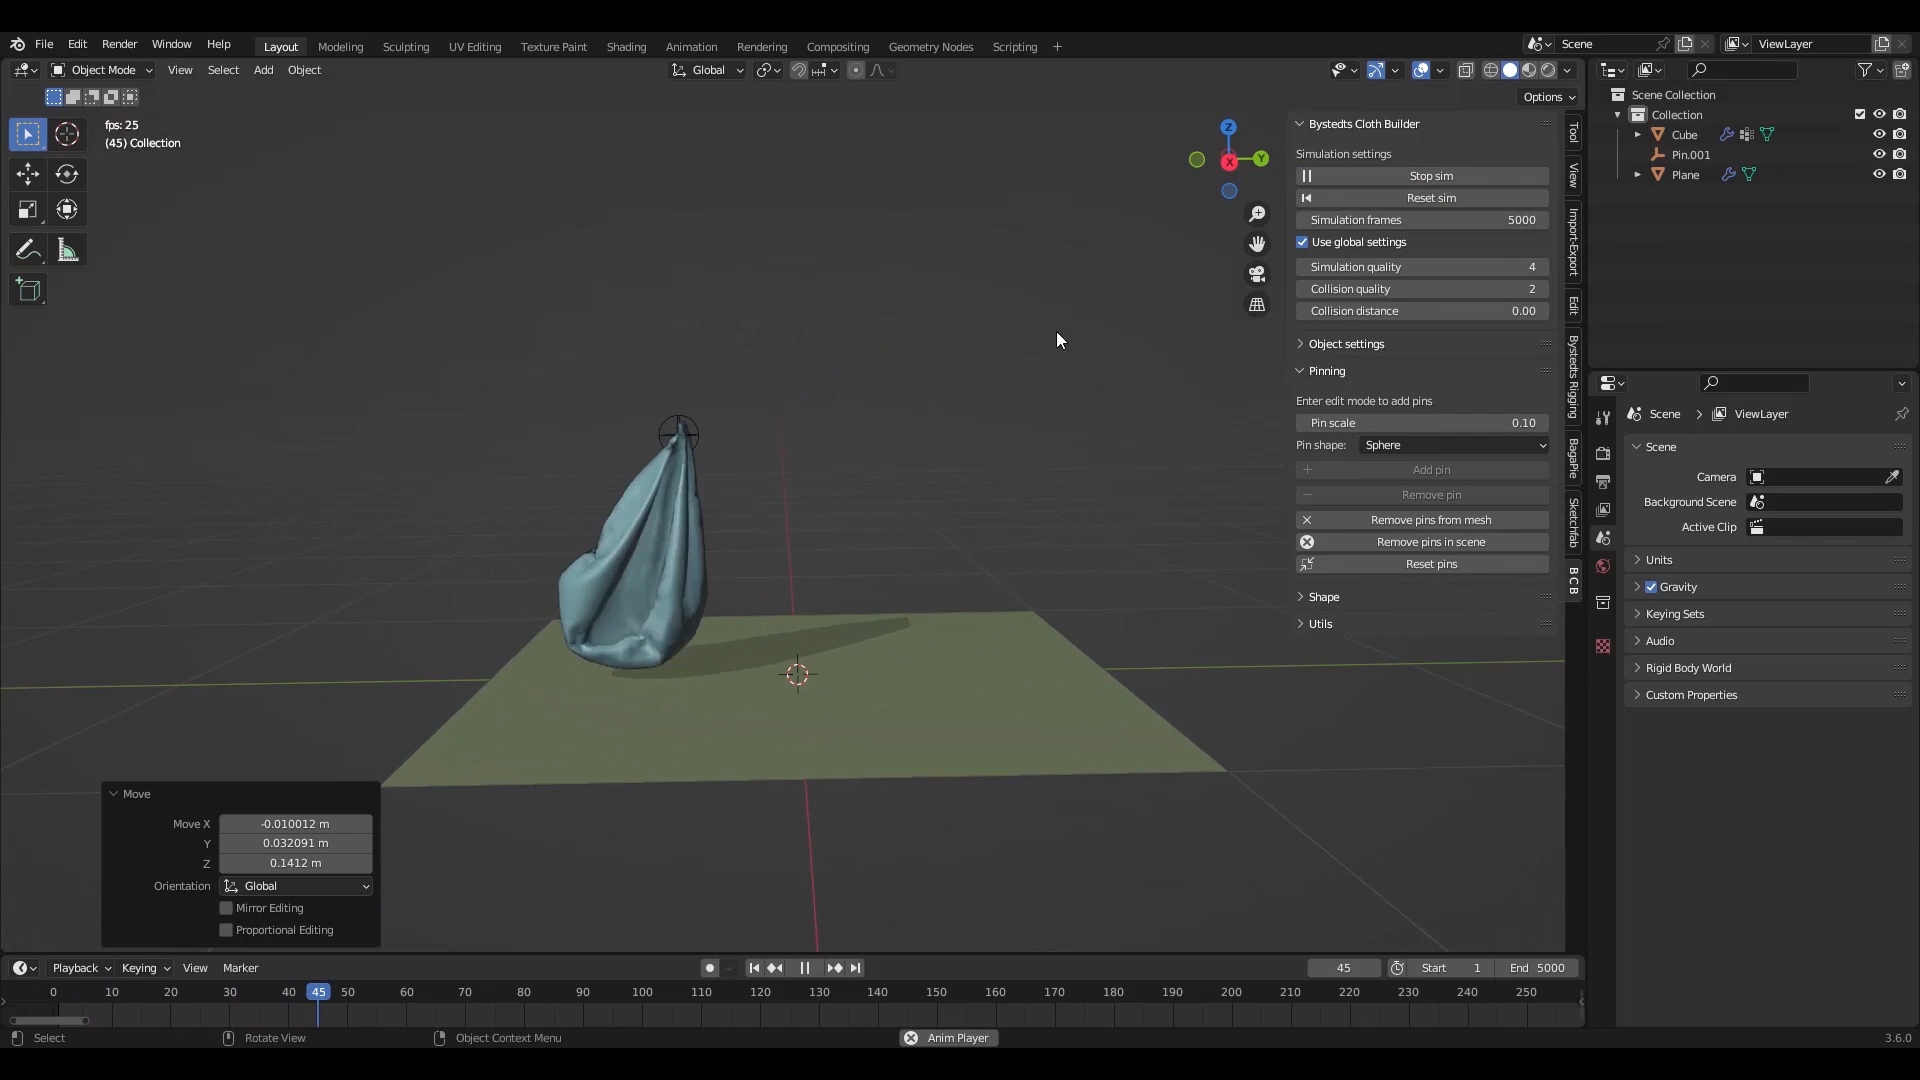 File Edit Render Window Help Layout Modeling Sculpting UV Editing Texture Paint Shading Animation Rendering Compositing Geometry Nodes Scripting + Scene ViewLayer
Object Mode View Select Add Object Global
Options
fps: 25
(45) Collection
Z
Y
X
Bystedts Cloth Builder
Simulation settings
Stop sim
Reset sim
Simulation frames 5000
Use global settings
Simulation quality 4
Collision quality 2
Collision distance 0.00
Object settings
Pinning
Enter edit mode to add pins
Pin scale 0.10
Pin shape: Sphere
Add pin
Remove pin
Remove pins from mesh
Remove pins in scene
Reset pins
Shape
Utils
Tool
View
Import-Export
Edit
Bystedts Rigging
BagaPie
Sketchfab
B C B
Scene Collection
Collection
Cube
Pin.001
Plane
Scene ViewLayer
Scene
Camera
Background Scene
Active Clip
Units
Gravity
Keying Sets
Audio
Rigid Body World
Custom Properties
Move
Move X -0.010012 m
Y 0.032091 m
Z 0.1412 m
Orientation Global
Mirror Editing
Proportional Editing
Playback Keying View Marker 45 Start 1 End 5000
0 10 20 30 40 45 50 60 70 80 90 100 110 120 130 140 150 160 170 180 190 200 210 220 230 240 250
Select Rotate View Object Context Menu Anim Player 3.6.0